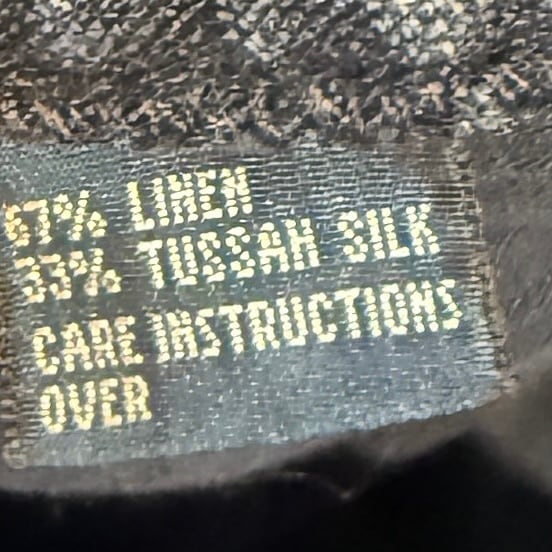 67% LINEN
33% TUSSAH SILK
CARE INSTRUCTIONS
OVER